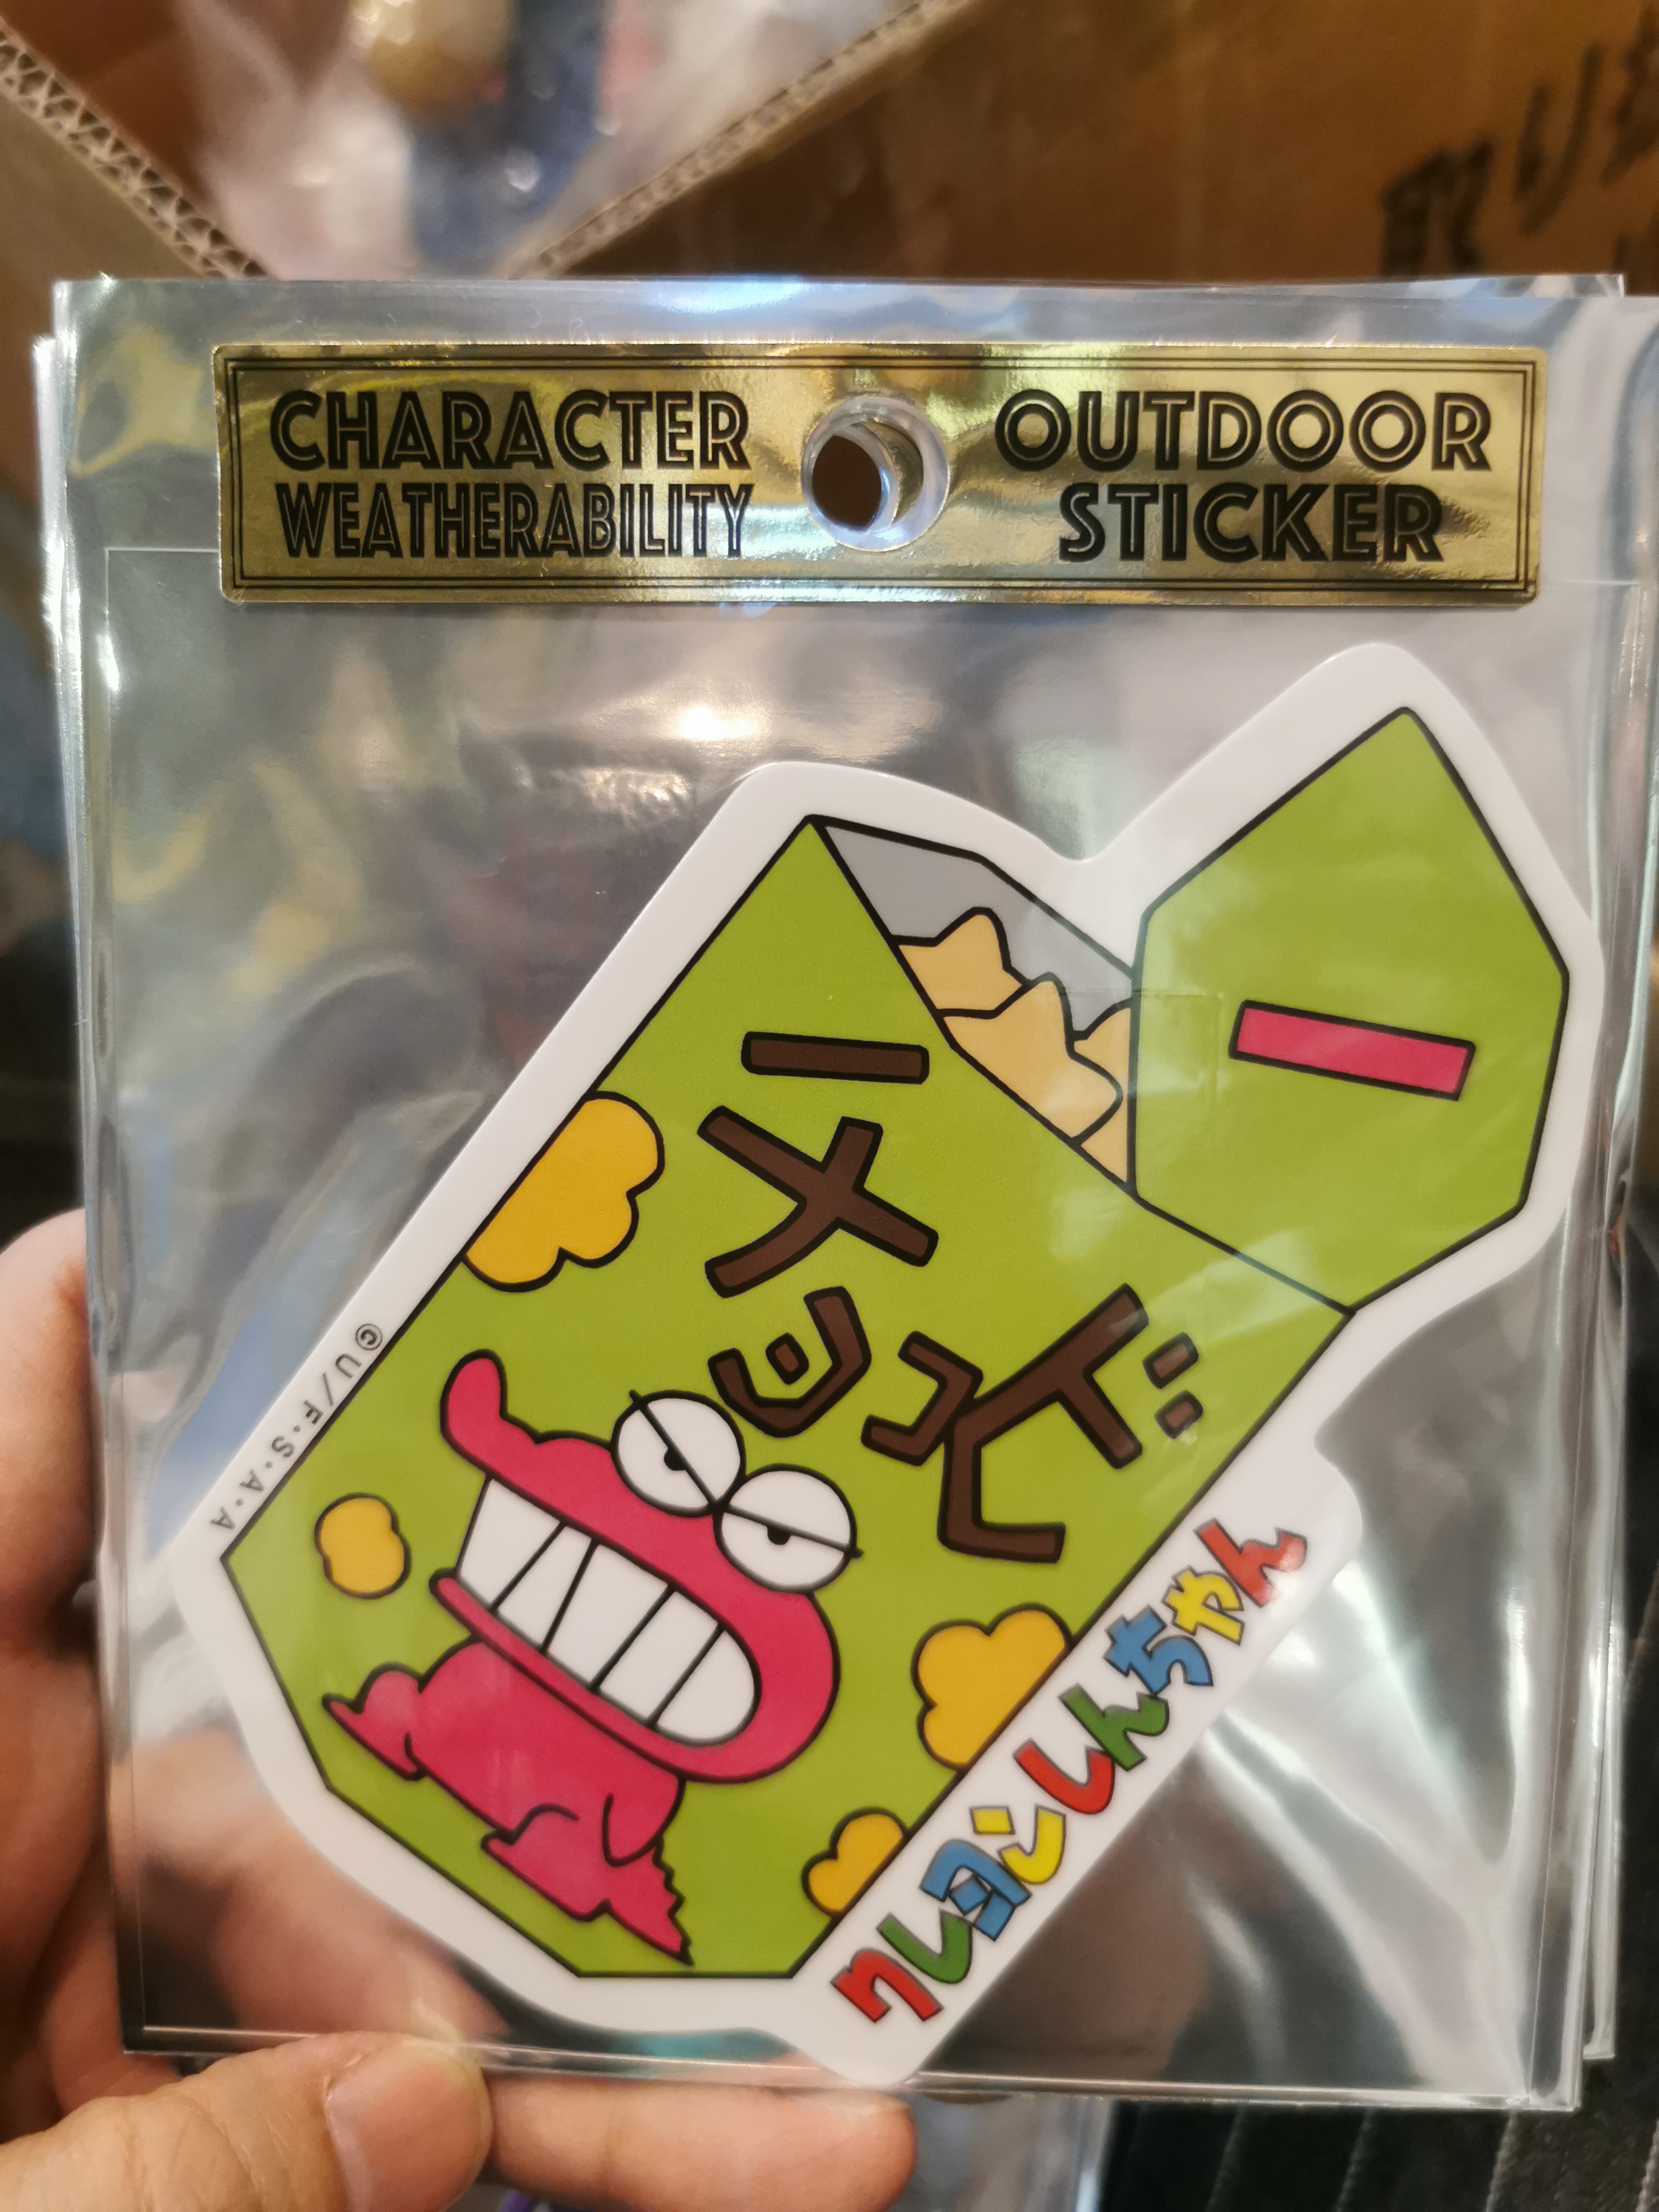 CHARACTER
WEATHERABILITY
OUTDOOR
STICKER
チョコビ
クレヨンしんちゃん
©U/F・S・A・A